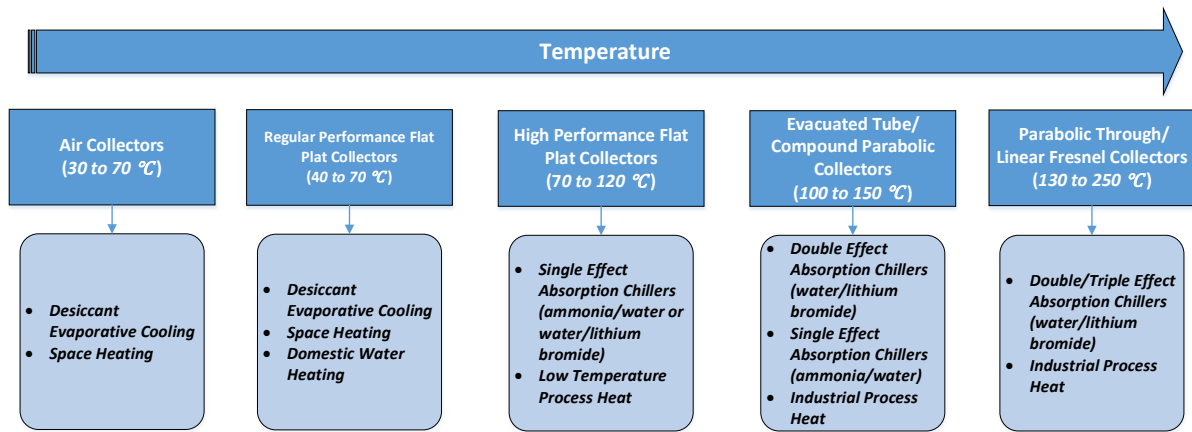 Temperature
Air Collectors
(30 to 70 ℃)
Regular Performance Flat
Plat Collectors
(40 to 70 ℃)
High Performance Flat
Plat Collectors
(70 to 120 ℃)
Evacuated Tube/
Compound Parabolic
Collectors
(100 to 150 ℃)
Parabolic Through/
Linear Fresnel Collectors
(130 to 250 ℃)
• Desiccant
Evaporative Cooling
• Space Heating
• Desiccant
Evaporative Cooling
• Space Heating
• Domestic Water
Heating
• Single Effect
Absorption Chillers
(ammonia/water or
water/lithium
bromide)
• Low Temperature
Process Heat
• Double Effect
Absorption Chillers
(water/lithium
bromide)
• Single Effect
Absorption Chillers
(ammonia/water)
• Industrial Process
Heat
• Double/Triple Effect
Absorption Chillers
(water/lithium
bromide)
• Industrial Process
Heat